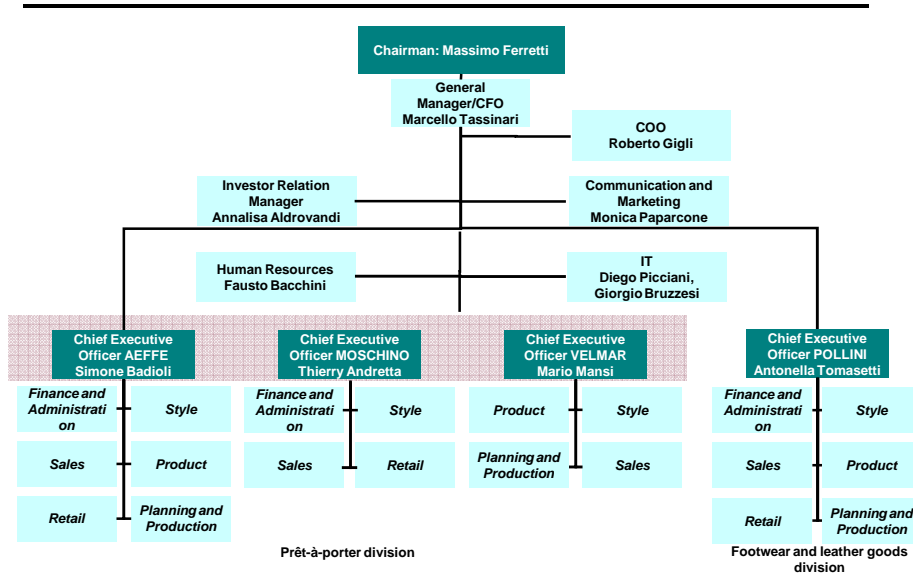 Chairman: Massimo Ferretti
General
Manager/CFO
Marcello Tassinari
COO
Roberto Gigli
Investor Relation
Manager
Annalisa Aldrovandi
Communication and
Marketing
Monica Paparcone
Human Resources
Fausto Bacchini
IT
Diego Picciani,
Giorgio Bruzzesi
Chief Executive
Officer AEFFE
Simone Badioli
Chief Executive
Officer MOSCHINO
Thierry Andretta
Chief Executive
Officer VELMAR
Mario Mansi
Chief Executive
Officer POLLINI
Antonella Tomasetti
Finance and
Administrati
on
Style
Sales
Product
Retail
Planning and
Production
Finance and
Administrati
on
Style
Sales
Retail
Product
Style
Planning and
Production
Sales
Finance and
Administrati
on
Style
Sales
Product
Retail
Planning and
Production
Prêt-à-porter division
Footwear and leather goods
division